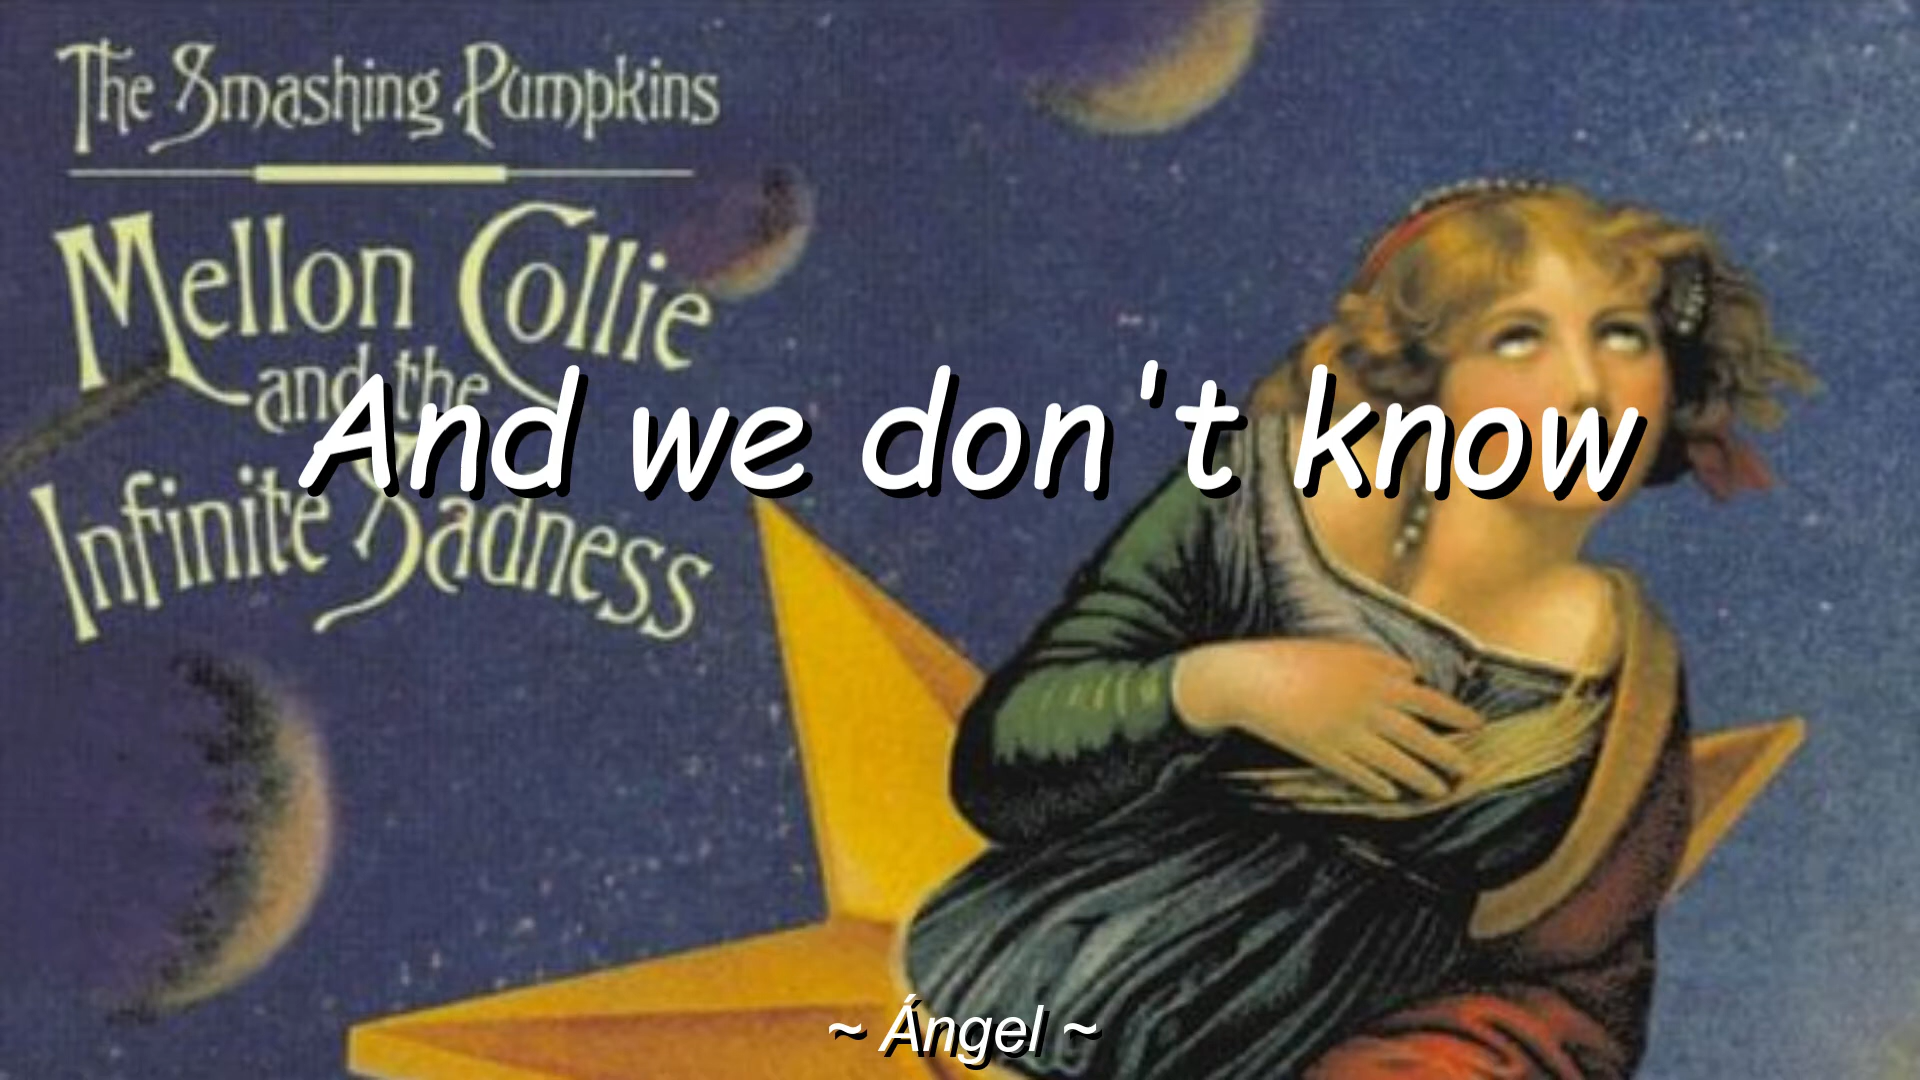 The Smashing Pumpkins
Mellon Collie
and the
Infinite Sadness
And we don't know
~ Ángel ~